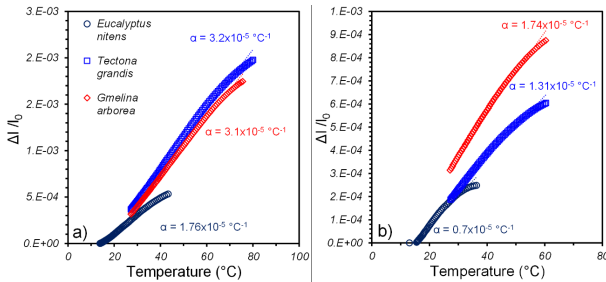 2.E-03
2.E-03
1.E-03
5.E-04
0.E+00
ΔI /I0
Eucalyptus
nitens
Tectona
grandis
Gmelina
arborea
α = 3.2x10-5 °C-1
α = 3.1x10-5 °C-1
α = 1.76x10-5 °C-1
a)
0 20 40 60 80 100
Temperature (°C)
1.E-03
9.E-04
8.E-04
7.E-04
6.E-04
5.E-04
4.E-04
3.E-04
2.E-04
1.E-04
0.E+00
ΔI /I0
α = 1.74x10-5 °C-1
α = 1.31x10-5 °C-1
α = 0.7x10-5 °C-1
b)
0 20 40 60 80
Temperature (°C)